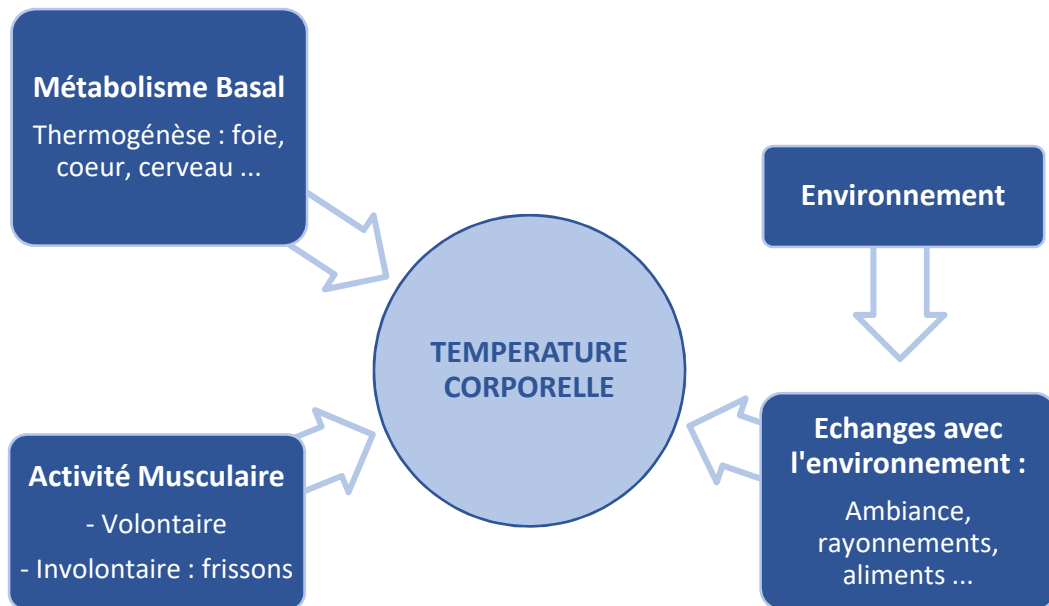 Métabolisme Basal
Thermogénèse : foie,
coeur, cerveau ...
Environnement
TEMPERATURE
CORPORELLE
Activité Musculaire
- Volontaire
- Involontaire : frissons
Echanges avec
l'environnement :
Ambiance,
rayonnements,
aliments ...